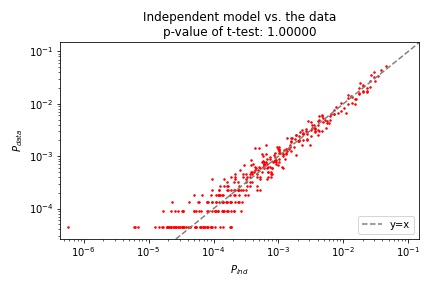 Independent model vs. the data
p-value of t-test: 1.00000
10⁻¹
10⁻²
10⁻³
10⁻⁴
P_data
y=x
10⁻⁶ 10⁻⁵ 10⁻⁴ 10⁻³ 10⁻² 10⁻¹
P_ind